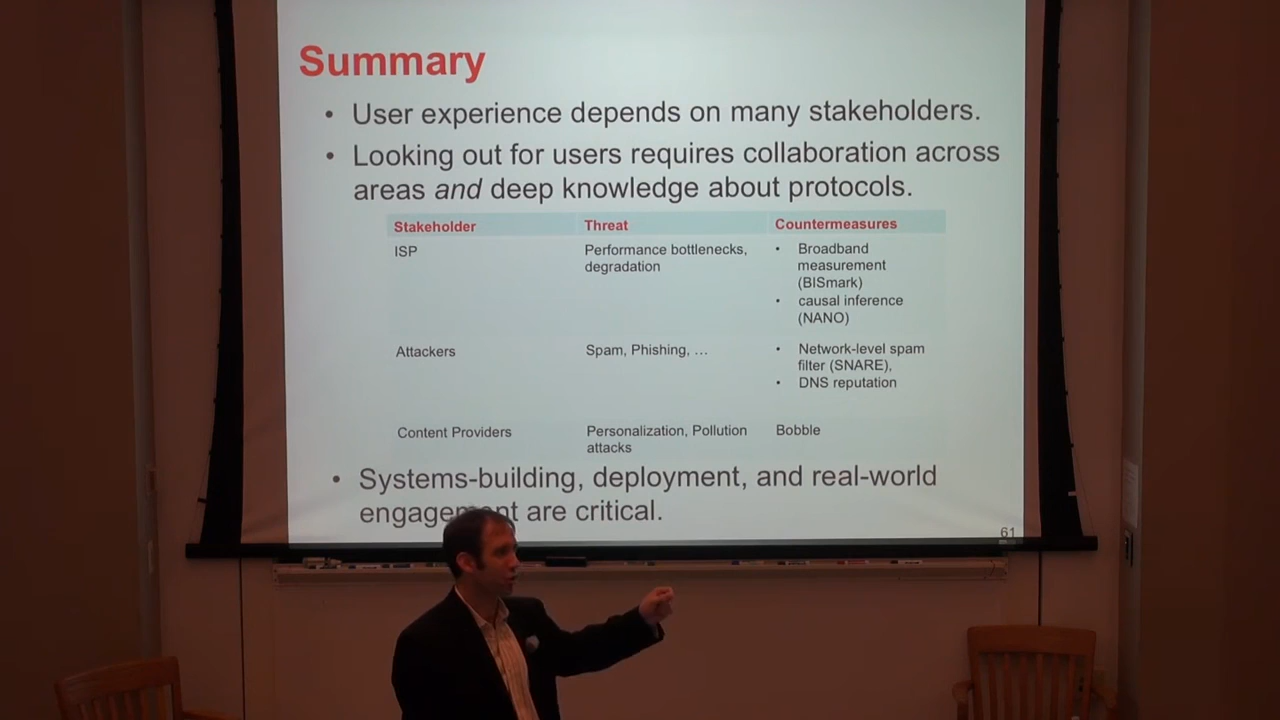 Summary
• User experience depends on many stakeholders.
• Looking out for users requires collaboration across
areas and deep knowledge about protocols.
Stakeholder Threat Countermeasures
ISP Performance bottlenecks, • Broadband
degradation measurement
(BISmark)
• causal inference
(NANO)
Attackers Spam, Phishing, … • Network-level spam
filter (SNARE),
• DNS reputation
Content Providers Personalization, Pollution Bobble
attacks
• Systems-building, deployment, and real-world
engagement are critical.
61